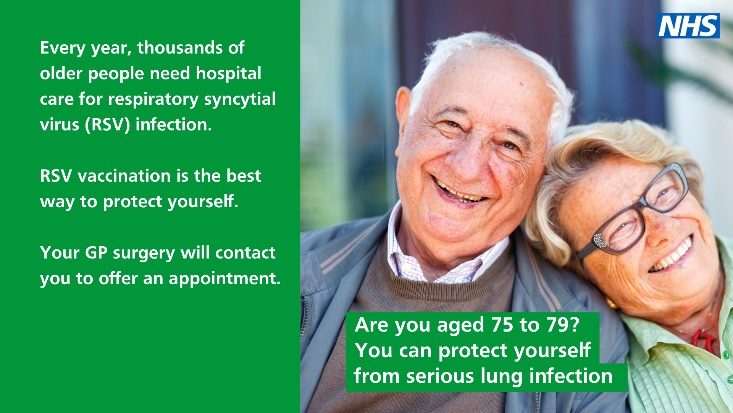 Every year, thousands of
older people need hospital
care for respiratory syncytial
virus (RSV) infection.
RSV vaccination is the best
way to protect yourself.
Your GP surgery will contact
you to offer an appointment.
NHS
Are you aged 75 to 79?
You can protect yourself
from serious lung infection